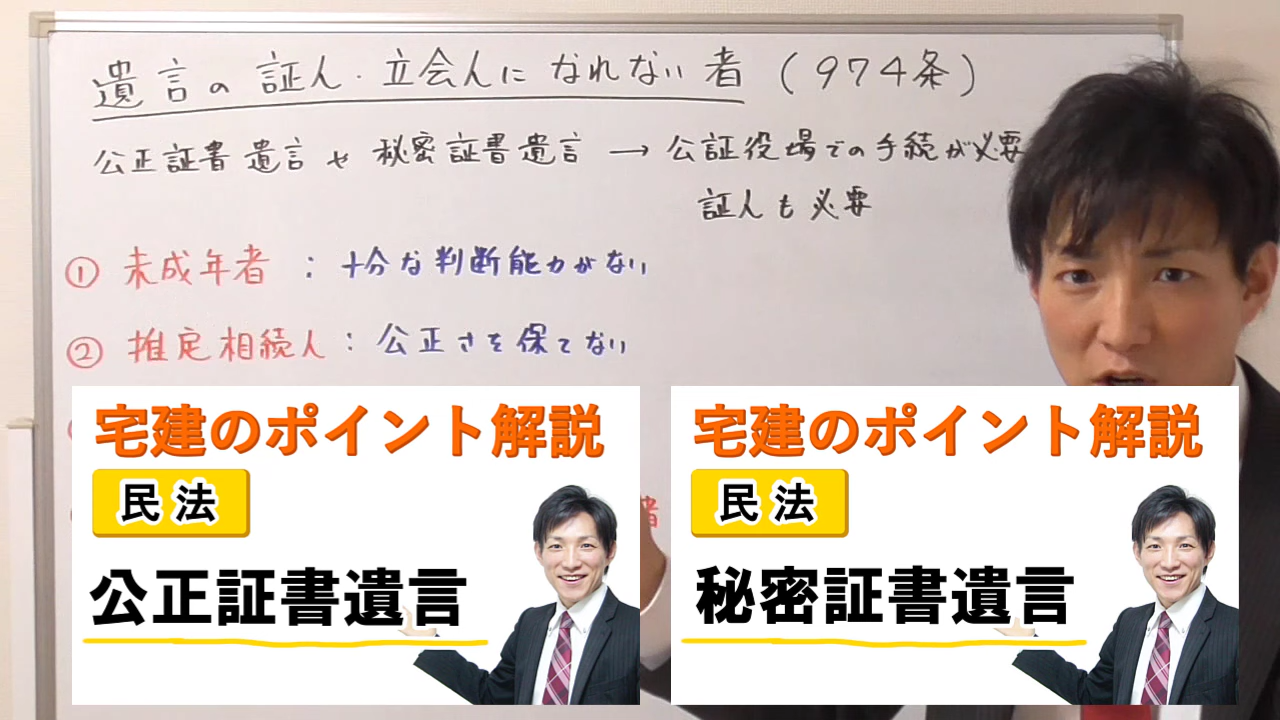 遺言の証人・立会人になれない者（974条）
公正証書遺言や秘密証書遺言→公証役場での手続が必要
証人も必要
① 未成年者：十分な判断能力がない
② 推定相続人：公正さを保てない
者
宅建のポイント解説
民法
公正証書遺言
宅建のポイント解説
民法
秘密証書遺言